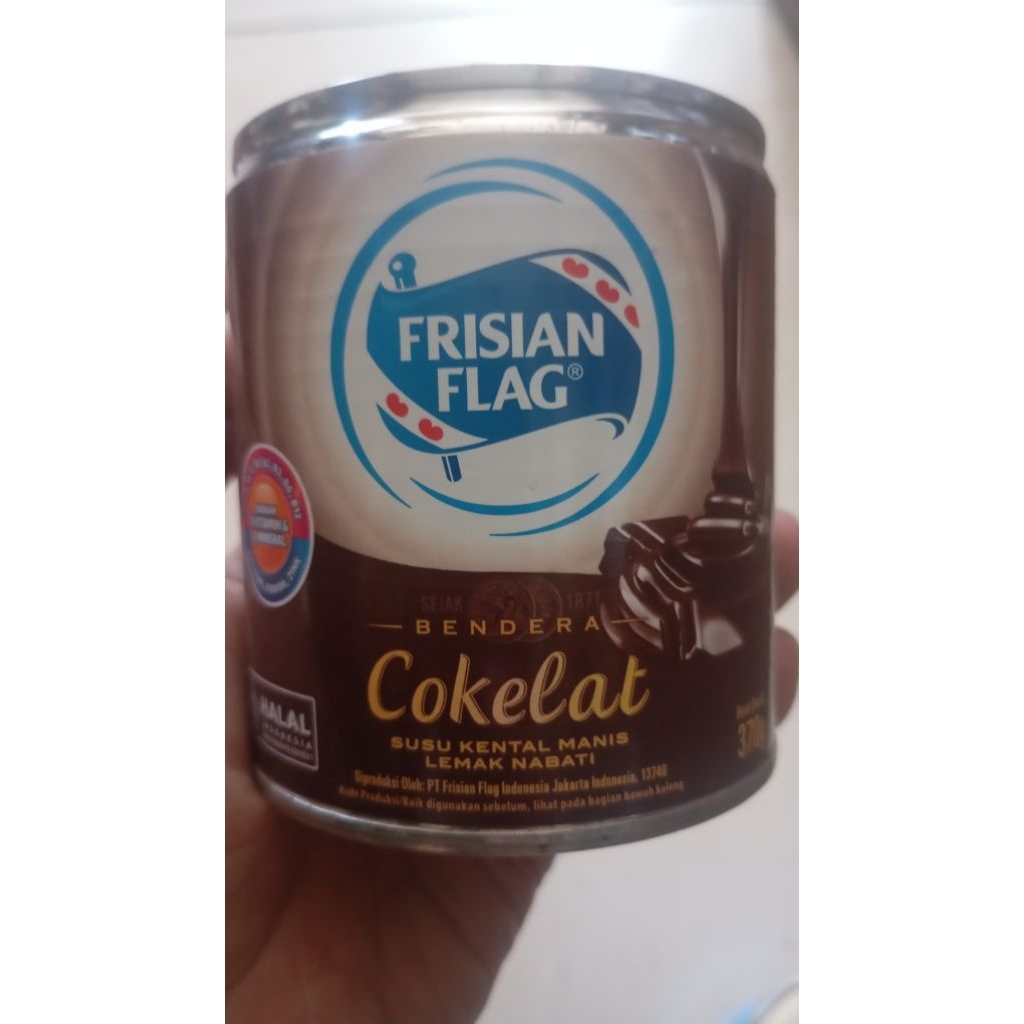 FRISIAN
FLAG®
SEJAK 1871
BENDERA
Cokelat
SUSU KENTAL MANIS
LEMAK NABATI
Diproduksi Oleh: PT Frisian Flag Indonesia Jakarta Indonesia, 13740
Kode Produksi/Baik digunakan sebelum, lihat pada bagian bawah kaleng
HALAL
INDONESIA
370g